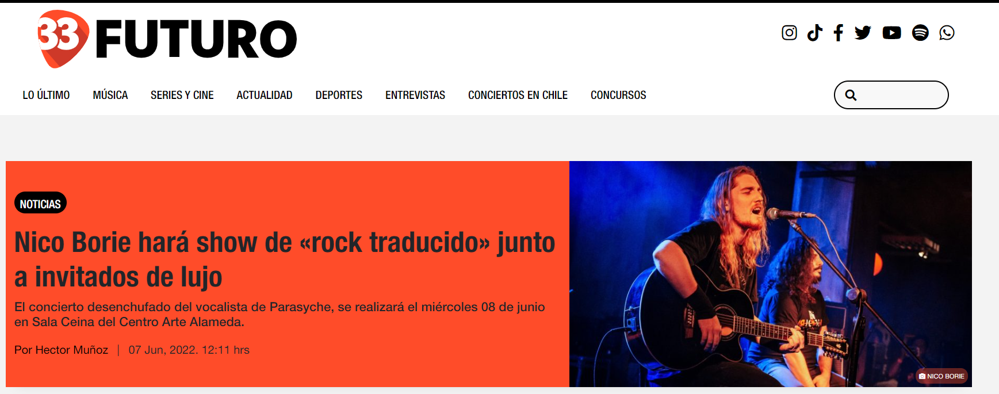 33 FUTURO
LO ÚLTIMO MÚSICA SERIES Y CINE ACTUALIDAD DEPORTES ENTREVISTAS CONCIERTOS EN CHILE CONCURSOS
NOTICIAS
Nico Borie hará show de «rock traducido» junto
a invitados de lujo
El concierto desenchufado del vocalista de Parasyche, se realizará el miércoles 08 de junio
en Sala Ceina del Centro Arte Alameda.
Por Hector Muñoz | 07 Jun, 2022. 12:11 hrs
NICO BORIE